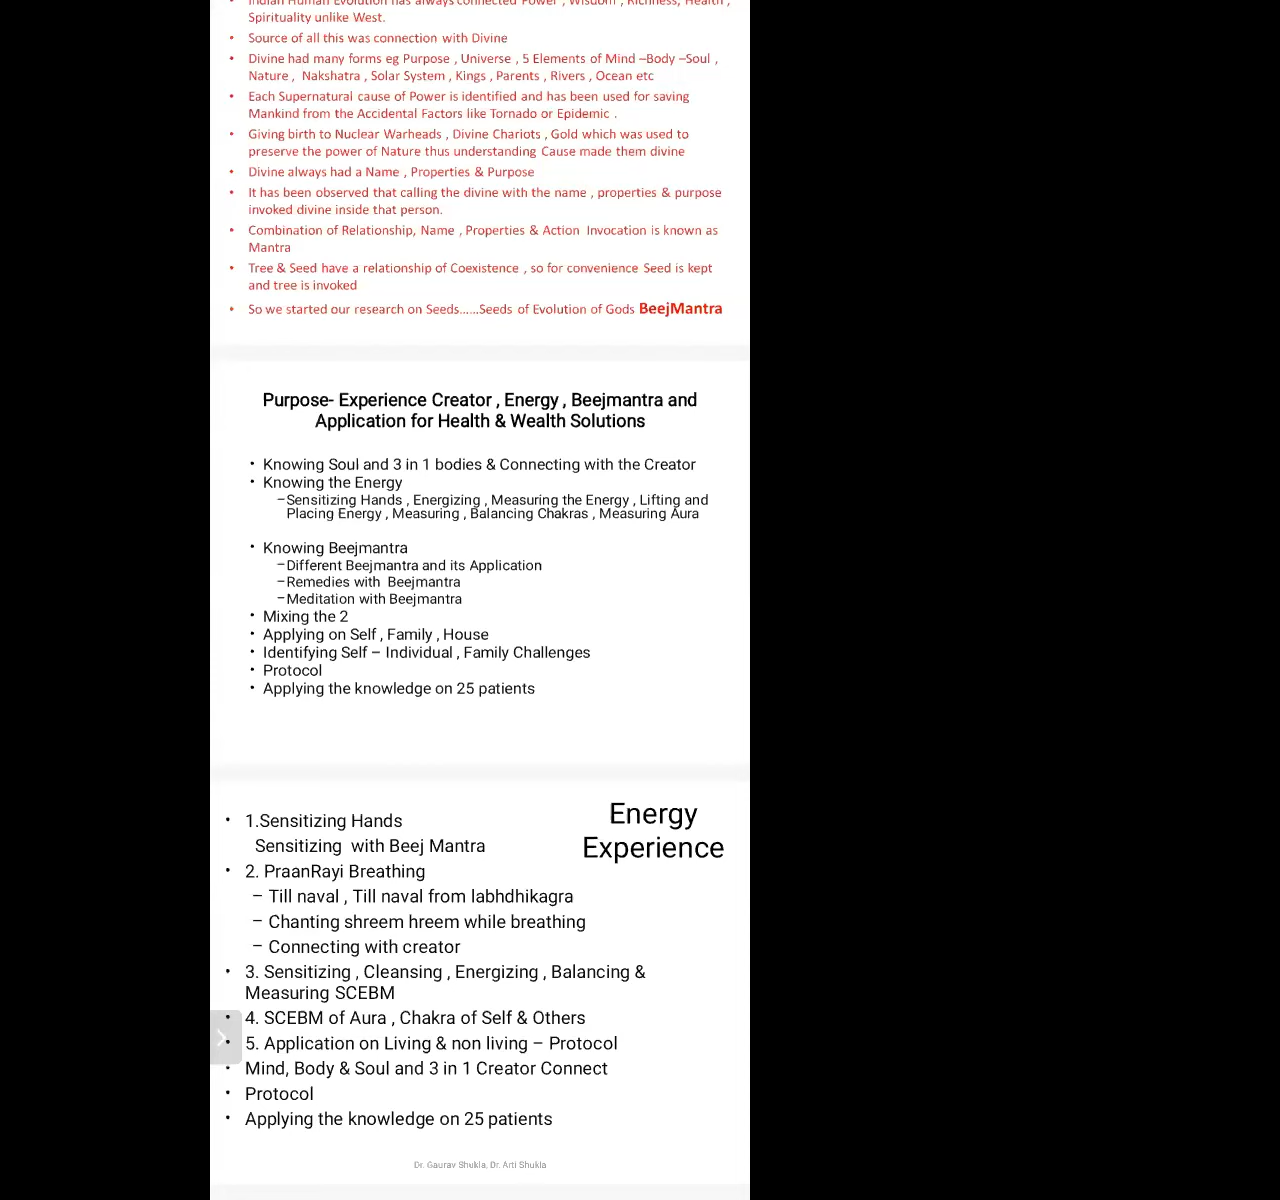 • Indian Human Evolution has always connected Power , Wisdom , Richness, Health ,
Spirituality unlike West.
• Source of all this was connection with Divine
• Divine had many forms eg Purpose , Universe , 5 Elements of Mind –Body –Soul ,
Nature , Nakshatra , Solar System , Kings , Parents , Rivers , Ocean etc
• Each Supernatural cause of Power is identified and has been used for saving
Mankind from the Accidental Factors like Tornado or Epidemic .
• Giving birth to Nuclear Warheads , Divine Chariots , Gold which was used to
preserve the power of Nature thus understanding Cause made them divine
• Divine always had a Name , Properties & Purpose
• It has been observed that calling the divine with the name , properties & purpose
invoked divine inside that person.
• Combination of Relationship, Name , Properties & Action Invocation is known as
Mantra
• Tree & Seed have a relationship of Coexistence , so for convenience Seed is kept
and tree is invoked
• So we started our research on Seeds......Seeds of Evolution of Gods BeejMantra
Purpose- Experience Creator , Energy , Beejmantra and
Application for Health & Wealth Solutions
• Knowing Soul and 3 in 1 bodies & Connecting with the Creator
• Knowing the Energy
–Sensitizing Hands , Energizing , Measuring the Energy , Lifting and
Placing Energy , Measuring , Balancing Chakras , Measuring Aura
• Knowing Beejmantra
–Different Beejmantra and its Application
–Remedies with Beejmantra
–Meditation with Beejmantra
• Mixing the 2
• Applying on Self , Family , House
• Identifying Self – Individual , Family Challenges
• Protocol
• Applying the knowledge on 25 patients
Energy
Experience
• 1.Sensitizing Hands
Sensitizing with Beej Mantra
• 2. PraanRayi Breathing
– Till naval , Till naval from labhdhikagra
– Chanting shreem hreem while breathing
– Connecting with creator
• 3. Sensitizing , Cleansing , Energizing , Balancing &
Measuring SCEBM
• 4. SCEBM of Aura , Chakra of Self & Others
• 5. Application on Living & non living – Protocol
• Mind, Body & Soul and 3 in 1 Creator Connect
• Protocol
• Applying the knowledge on 25 patients
Dr. Gaurav Shukla, Dr. Arti Shukla